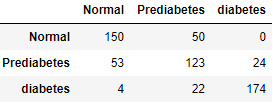 Normal Prediabetes diabetes
Normal 150 50 0
Prediabetes 53 123 24
diabetes 4 22 174